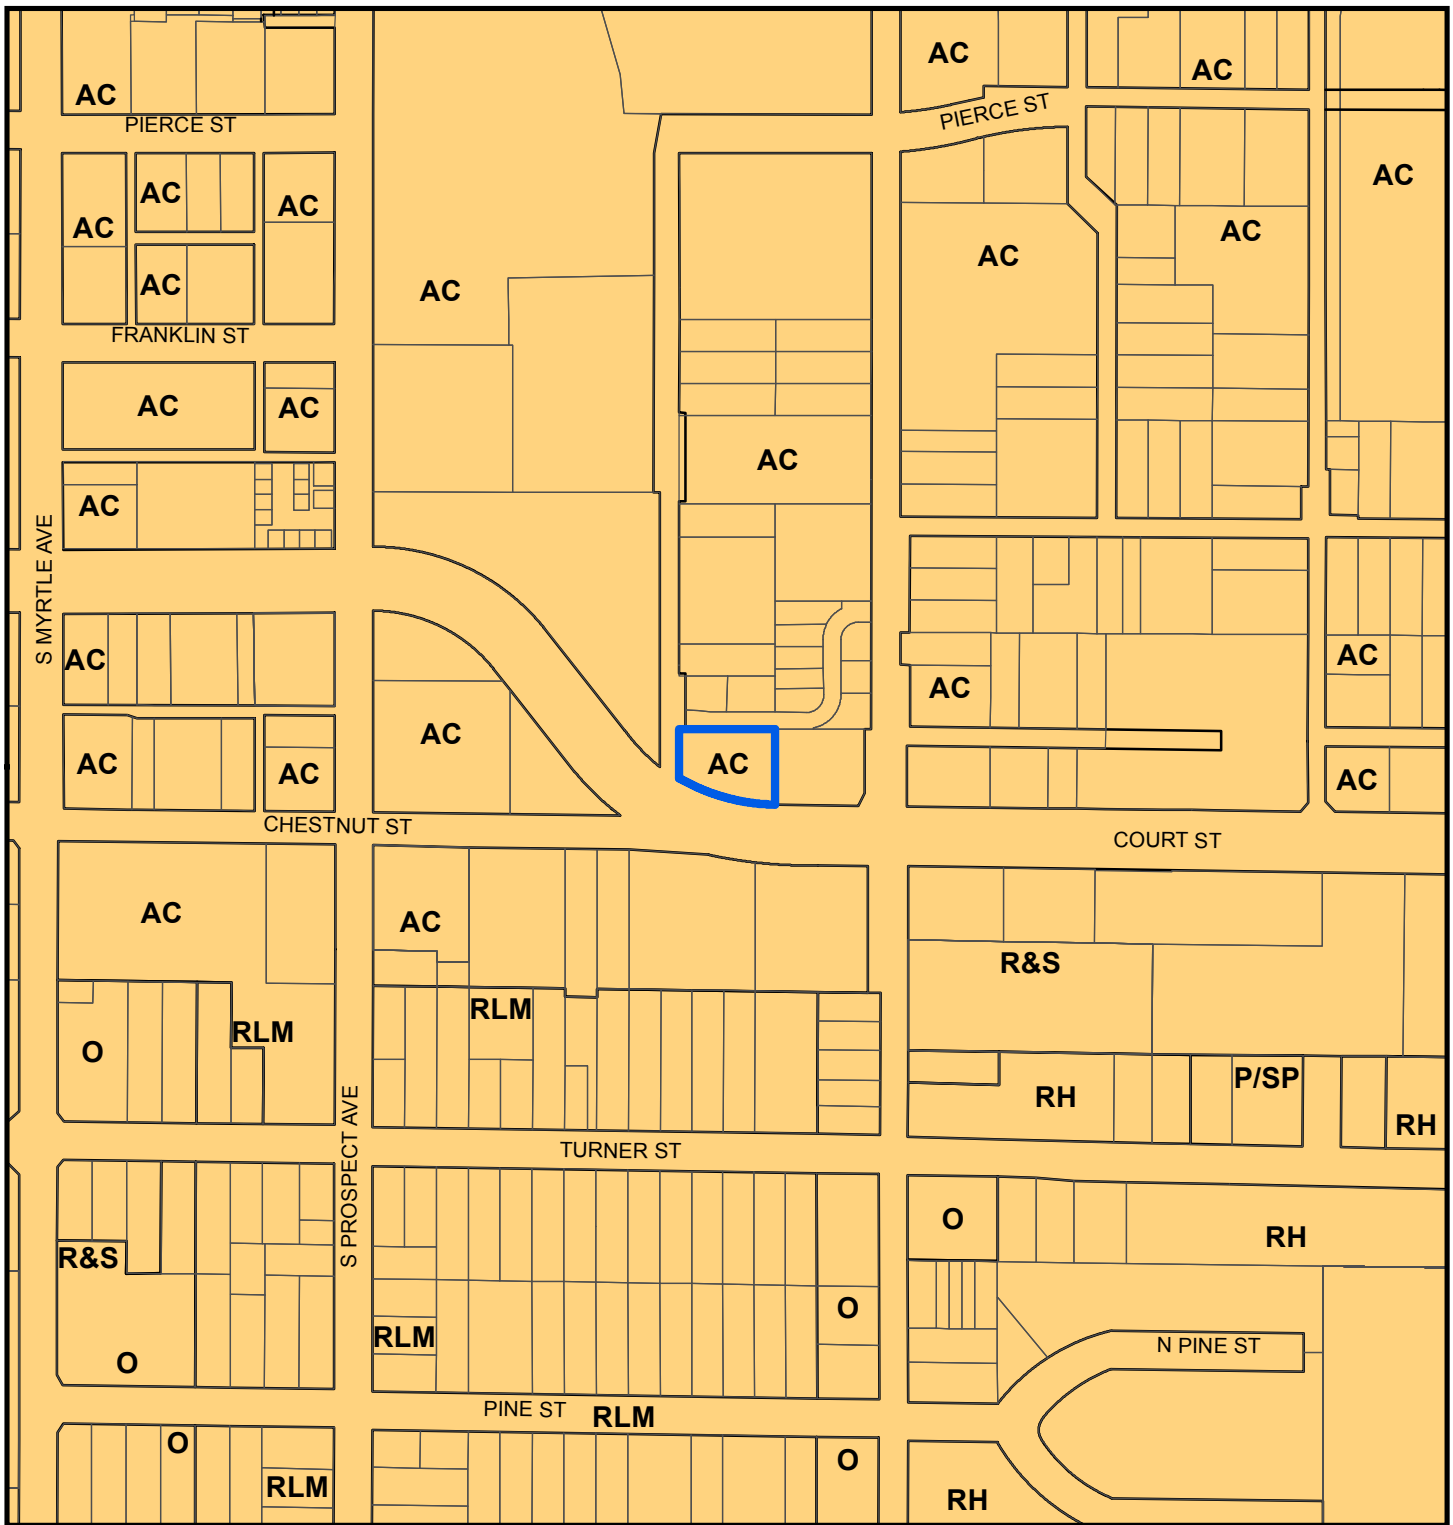 AC
AC
AC
PIERCE ST
PIERCE ST
AC
AC
AC
AC
AC
AC
AC
AC
AC
FRANKLIN ST
AC
AC
AC
AC
S MYRTLE AVE
AC
AC
AC
AC
AC
AC
AC
AC
AC
CHESTNUT ST
COURT ST
AC
AC
R&S
RLM
RLM
O
P/SP
RH
RH
S PROSPECT AVE
TURNER ST
O
RH
R&S
O
RLM
N PINE ST
O
PINE ST
RLM
O
O
RLM
RH